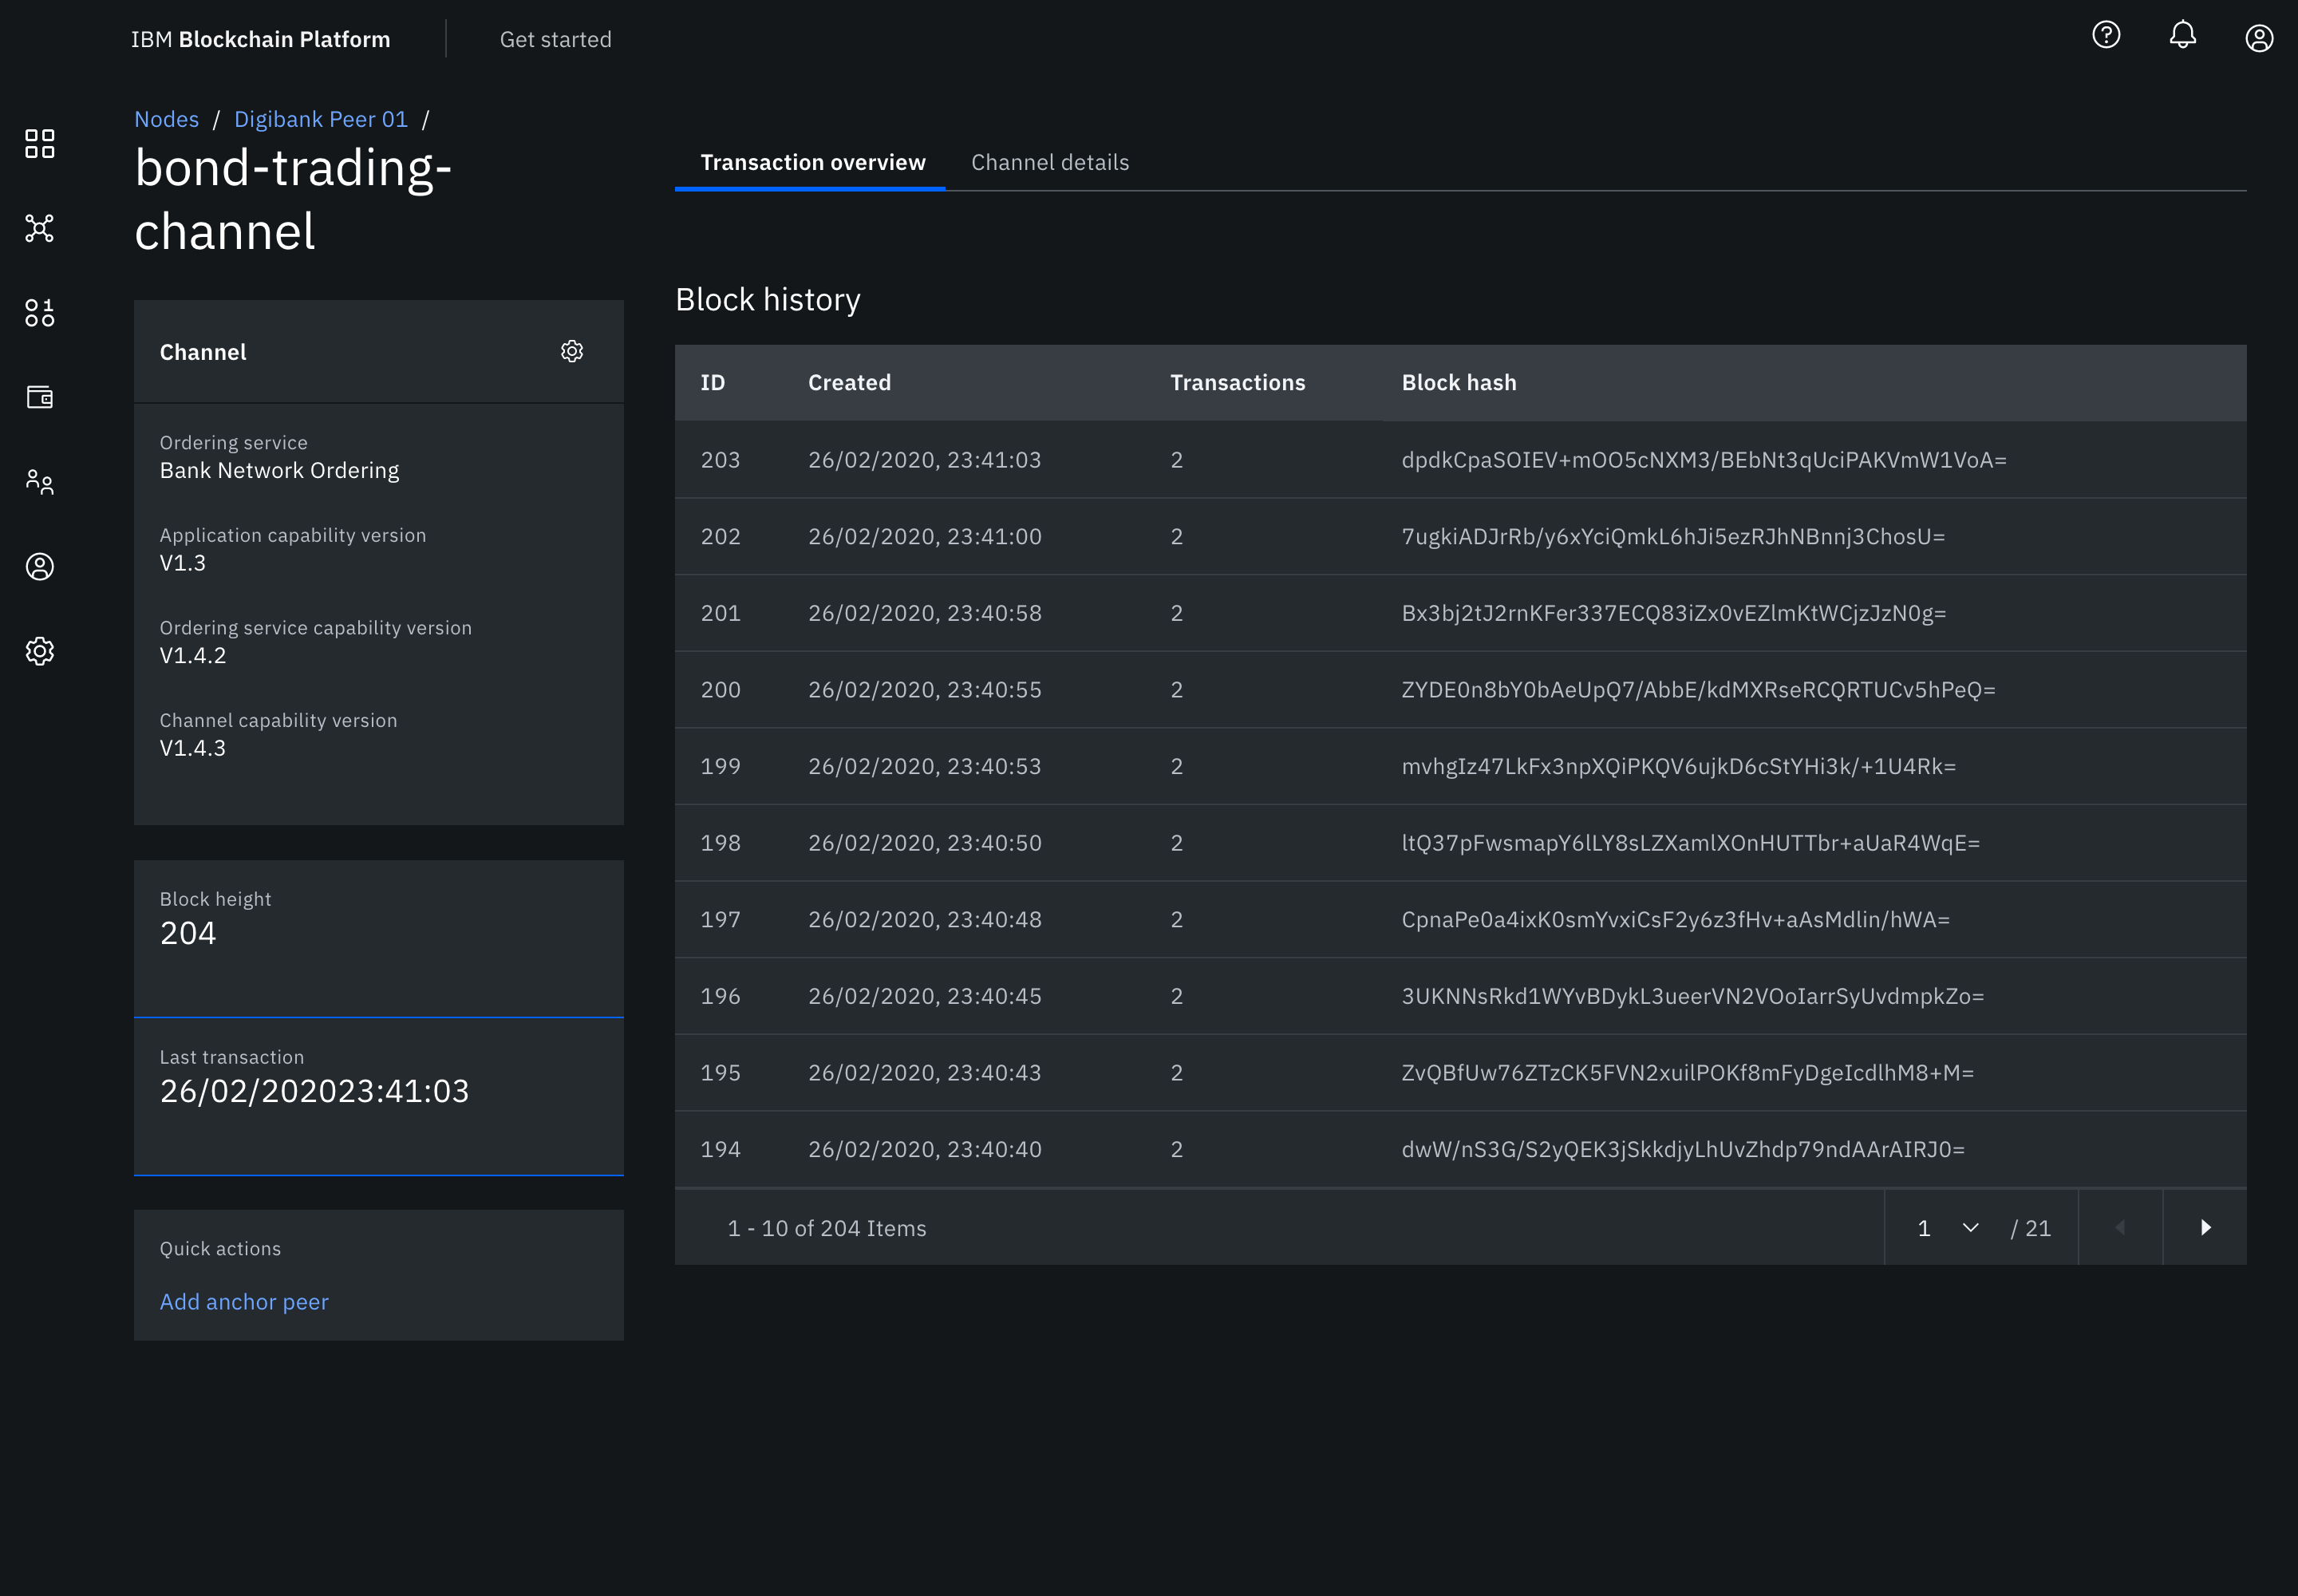 IBM Blockchain Platform
Get started
Nodes / Digibank Peer 01 /
bond-trading-
channel
Channel
Ordering service
Bank Network Ordering
Application capability version
V1.3
Ordering service capability version
V1.4.2
Channel capability version
V1.4.3
Block height
204
Last transaction
26/02/202023:41:03
Quick actions
Add anchor peer
Transaction overview Channel details
Block history
ID Created Transactions Block hash
203 26/02/2020, 23:41:03 2 dpdkCpaSOIEV+mOO5cNXM3/BEbNt3qUciPAKVmW1VoA=
202 26/02/2020, 23:41:00 2 7ugkiADJrRb/y6xYciQmkL6hJi5ezRJhNBnnj3ChosU=
201 26/02/2020, 23:40:58 2 Bx3bj2tJ2rnKFer337ECQ83iZx0vEZlmKtWCjzJzN0g=
200 26/02/2020, 23:40:55 2 ZYDE0n8bY0bAeUpQ7/AbbE/kdMXRseRCQRTUCv5hPeQ=
199 26/02/2020, 23:40:53 2 mvhgIz47LkFx3npXQiPKQV6ujkD6cStYHi3k/+1U4Rk=
198 26/02/2020, 23:40:50 2 ltQ37pFwsmapY6lLY8sLZXamlXOnHUTTbr+aUaR4WqE=
197 26/02/2020, 23:40:48 2 CpnaPe0a4ixK0smYvxiCsF2y6z3fHv+aAsMdlin/hWA=
196 26/02/2020, 23:40:45 2 3UKNNsRkd1WYvBDykL3ueerVN2VOoIarrSyUvdmpkZo=
195 26/02/2020, 23:40:43 2 ZvQBfUw76ZTzCK5FVN2xuilPOKf8mFyDgeIcdlhM8+M=
194 26/02/2020, 23:40:40 2 dwW/nS3G/S2yQEK3jSkkdjyLhUvZhdp79ndAArAIRJ0=
1 - 10 of 204 Items
1 / 21